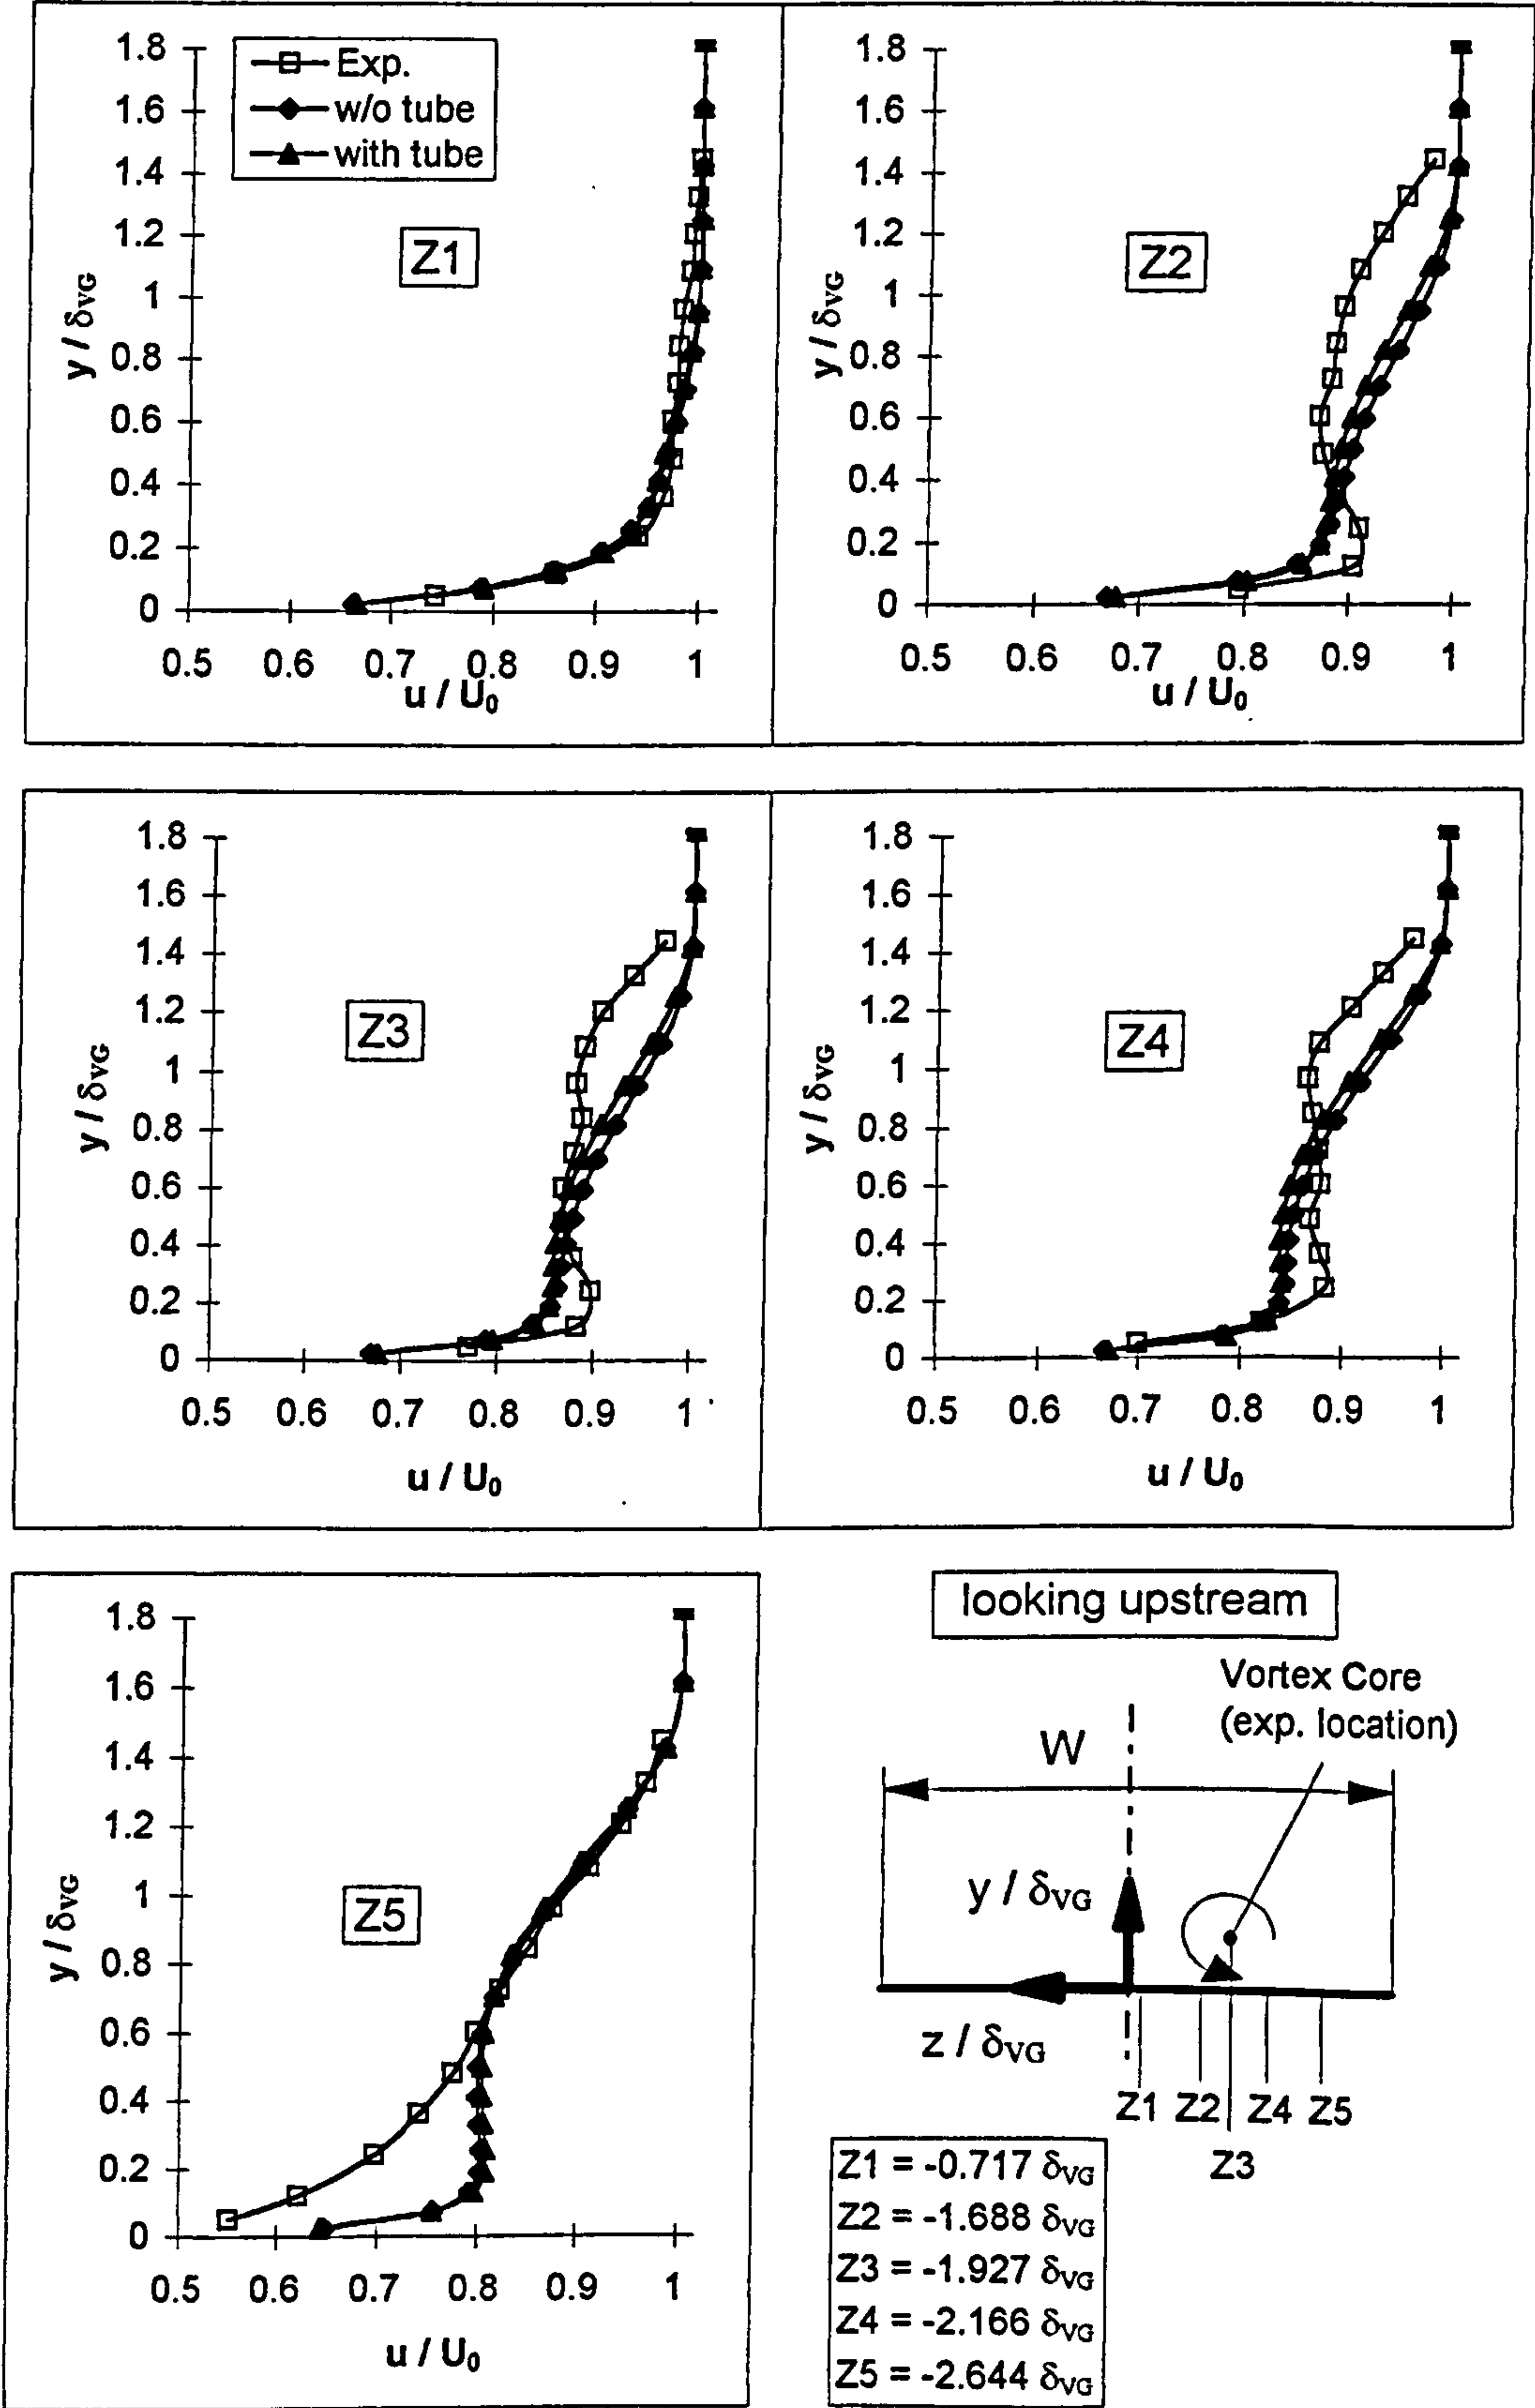 1.8
1.6
1.4
1.2
1
0.8
0.6
0.4
0.2
0
y / δVG
Exp.
w/o tube
with tube
Z1
0.5 0.6 0.7 0.8 0.9 1
u / U₀
1.8
1.6
1.4
1.2
1
0.8
0.6
0.4
0.2
0
y / δVG
Z2
0.5 0.6 0.7 0.8 0.9 1
u / U₀
1.8
1.6
1.4
1.2
1
0.8
0.6
0.4
0.2
0
y / δVG
Z3
0.5 0.6 0.7 0.8 0.9 1
u / U₀
1.8
1.6
1.4
1.2
1
0.8
0.6
0.4
0.2
0
y / δVG
Z4
0.5 0.6 0.7 0.8 0.9 1
u / U₀
1.8
1.6
1.4
1.2
1
0.8
0.6
0.4
0.2
0
y / δVG
Z5
0.5 0.6 0.7 0.8 0.9 1
u / U₀
looking upstream
Vortex Core
(exp. location)
W
y / δVG
z / δVG
Z1 Z2 Z4 Z5
Z3
Z1 = -0.717 δVG
Z2 = -1.688 δVG
Z3 = -1.927 δVG
Z4 = -2.166 δVG
Z5 = -2.644 δVG